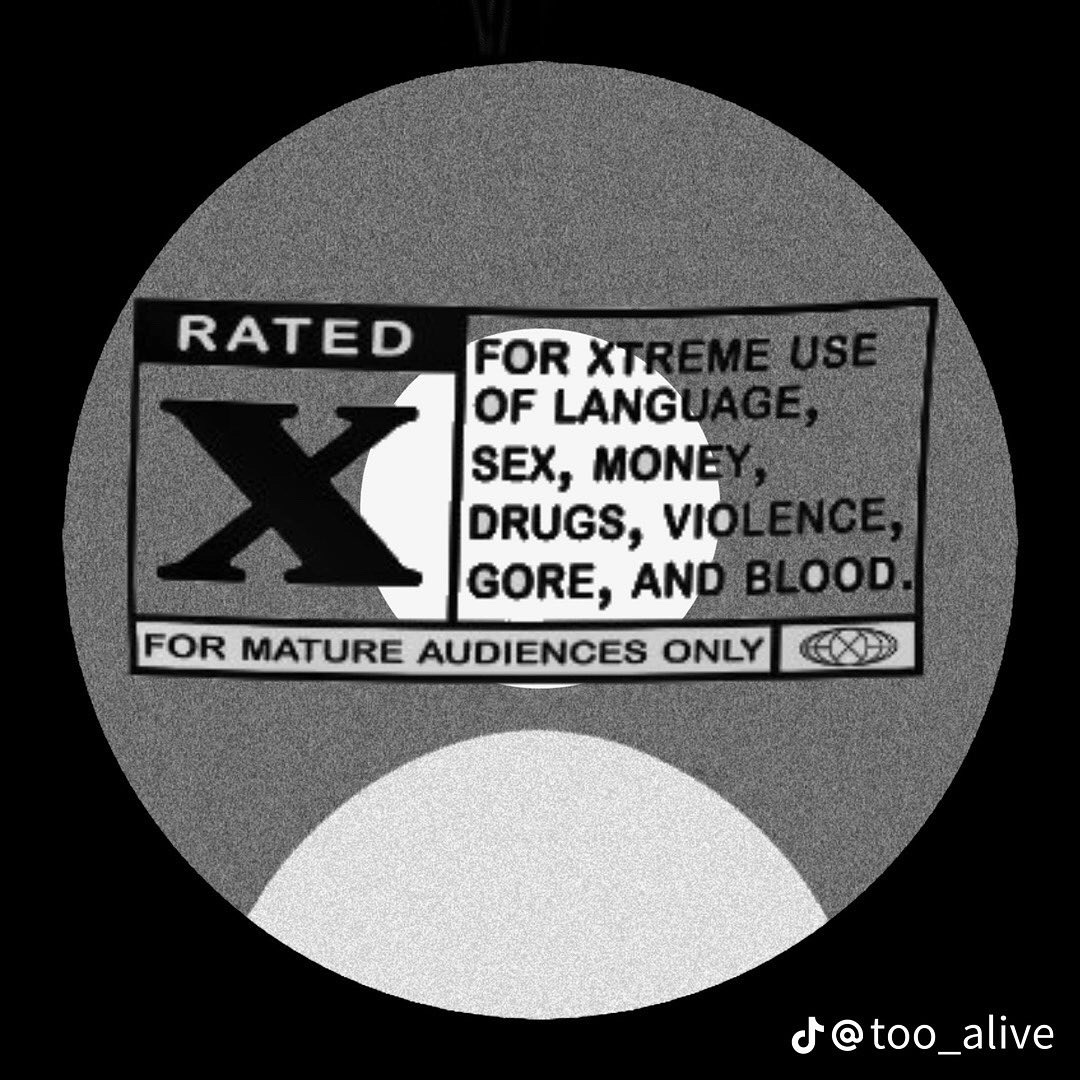 RATED
X
FOR XTREME USE
OF LANGUAGE,
SEX, MONEY,
DRUGS, VIOLENCE,
GORE, AND BLOOD.
FOR MATURE AUDIENCES ONLY
@too_alive